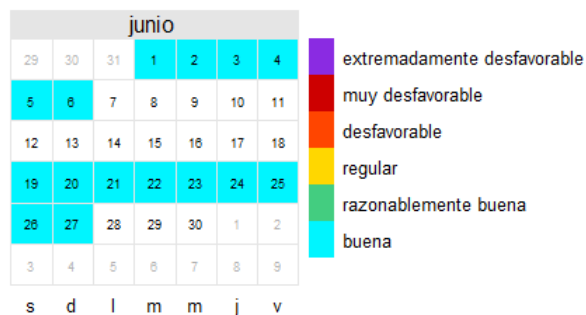 junio
29 30 31 1 2 3 4
5 6 7 8 9 10 11
12 13 14 15 16 17 18
19 20 21 22 23 24 25
26 27 28 29 30 1 2
3 4 5 6 7 8 9
s d l m m j v
extremadamente desfavorable
muy desfavorable
desfavorable
regular
razonablemente buena
buena